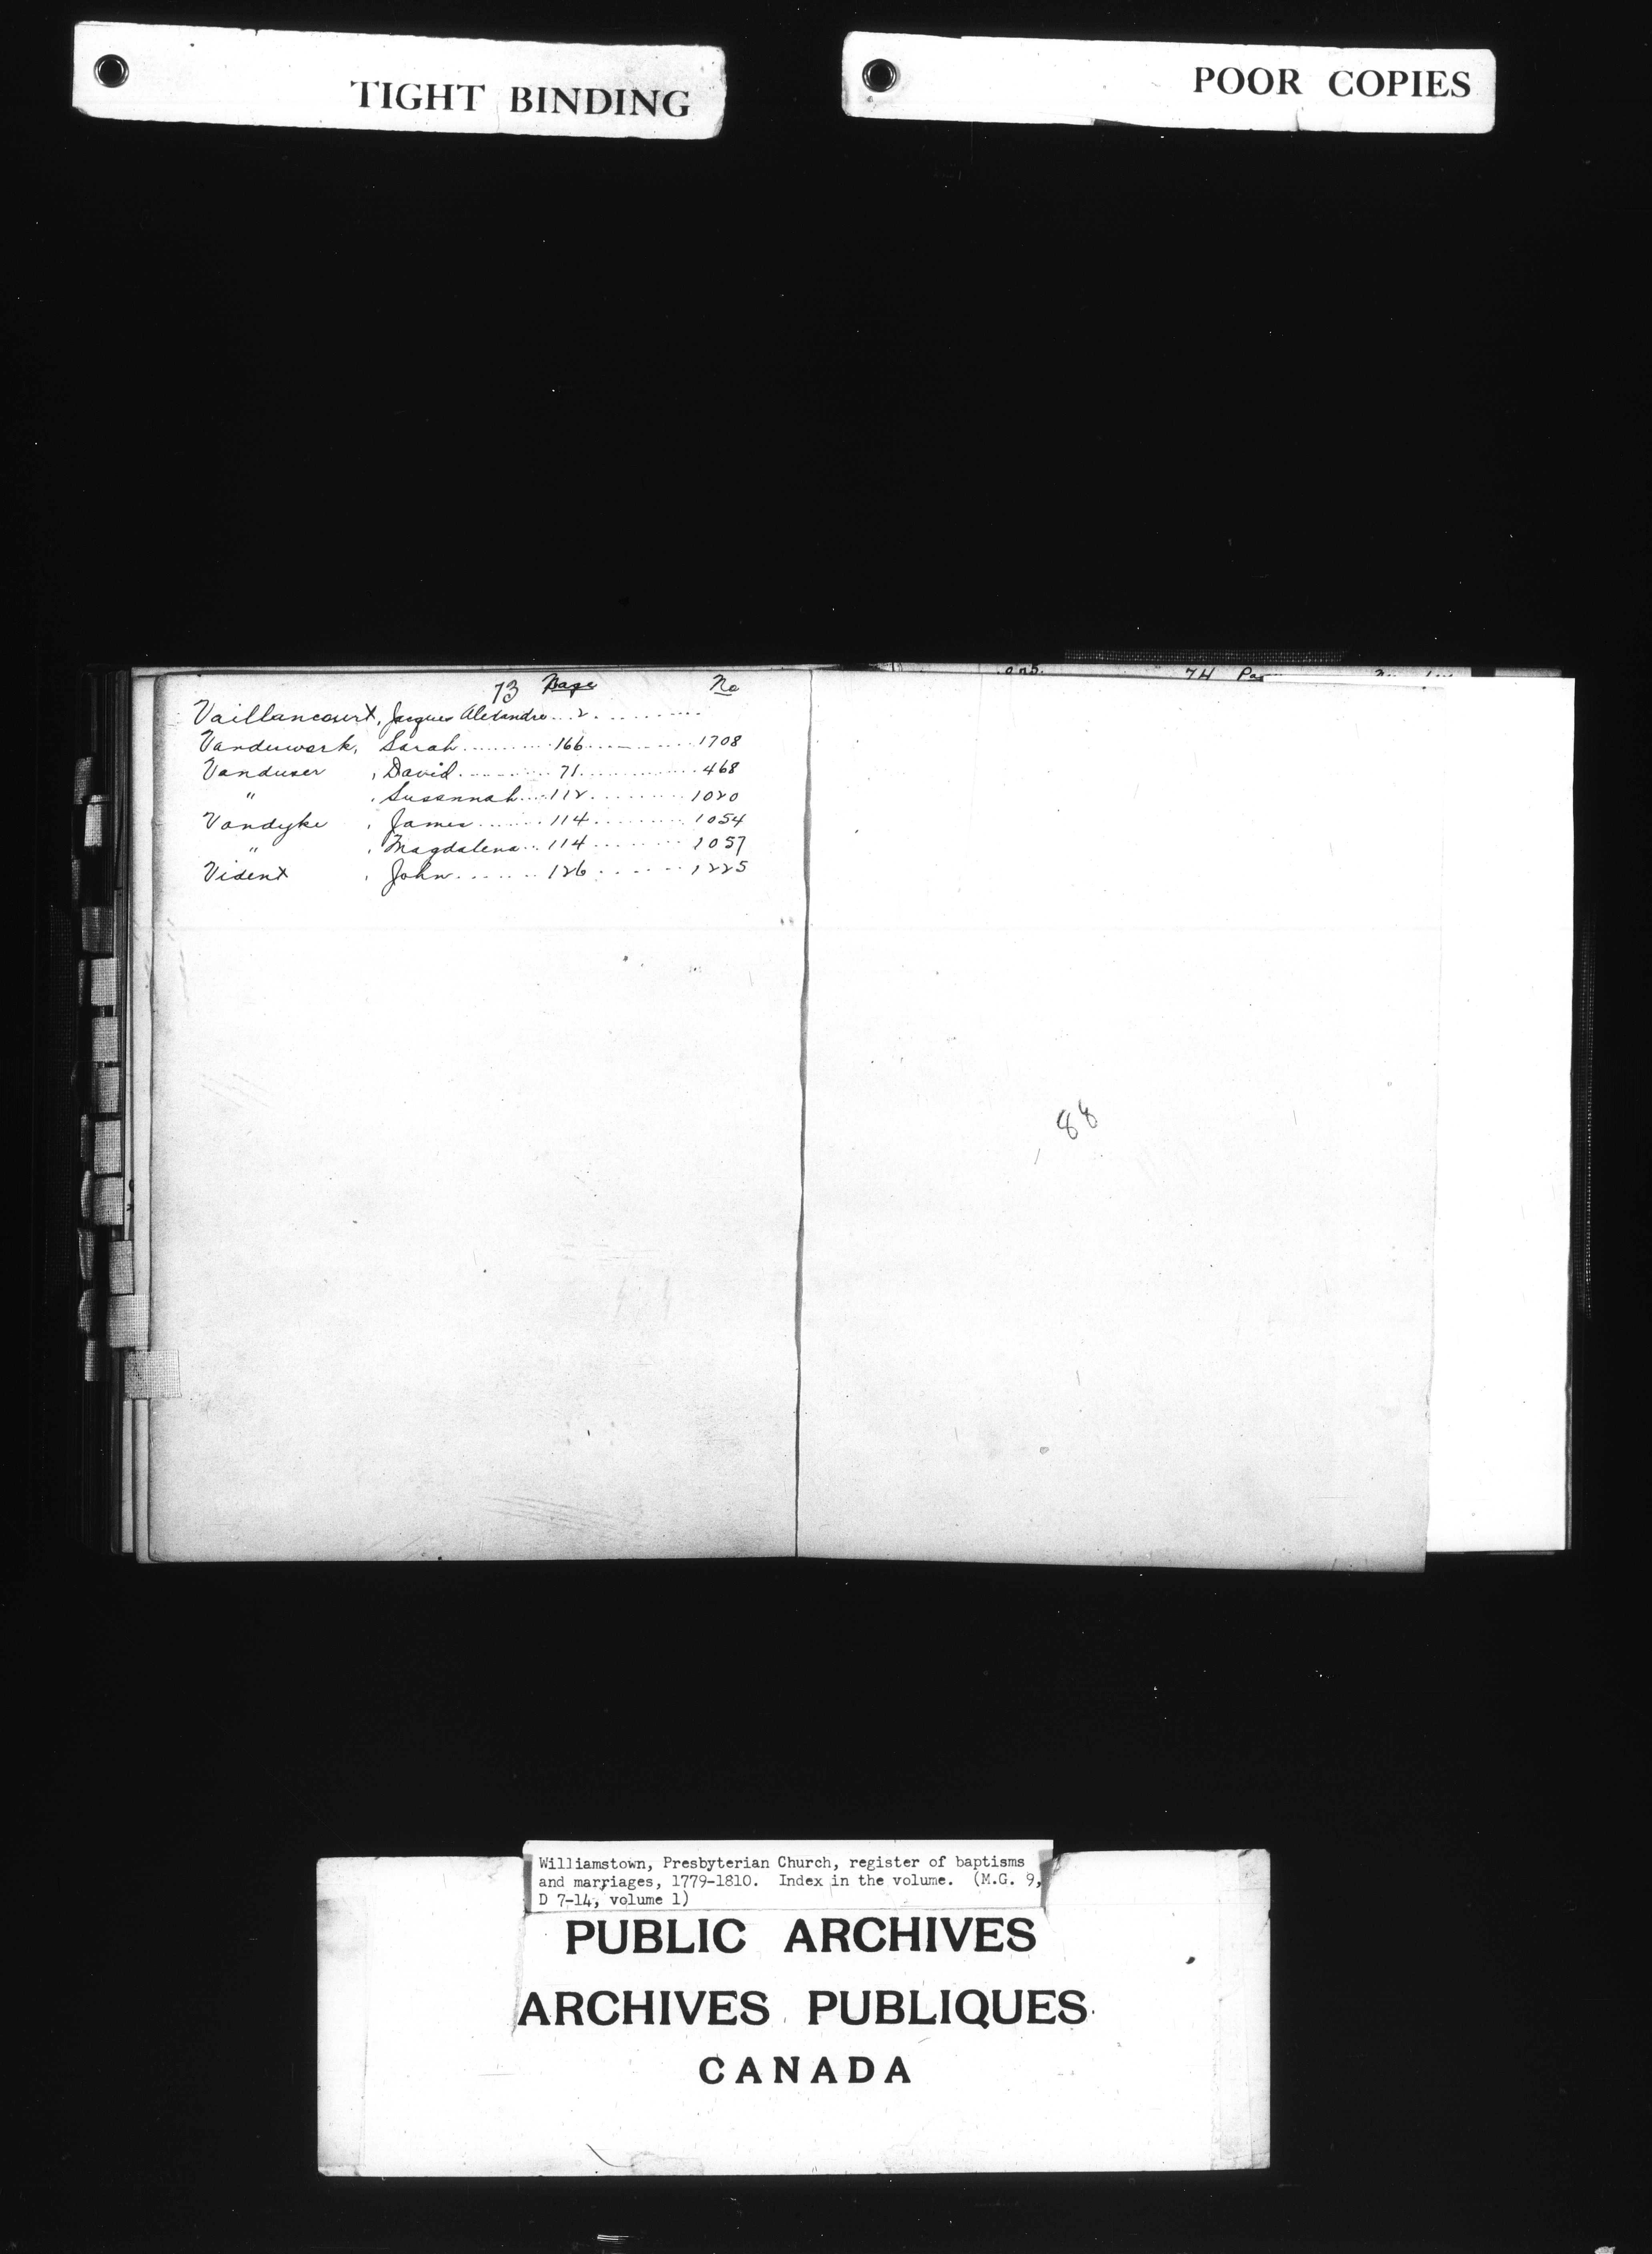 TIGHT BINDING
POOR COPIES
73 Page No
Vaillancourt, Jacques Alexandre...2..........
Vanderwark, Sarah..........166..........1708
Vanduser , David..........71..........468
" , Susannah....112.........1020
Vandyke , James.......114.........1054
" , Magdalena..114........1057
Vident , John.......126.......1225
74
88
Williamstown, Presbyterian Church, register of baptisms
and marriages, 1779-1810. Index in the volume. (M.G. 9,
D 7-14, volume 1)
PUBLIC ARCHIVES
ARCHIVES PUBLIQUES
CANADA